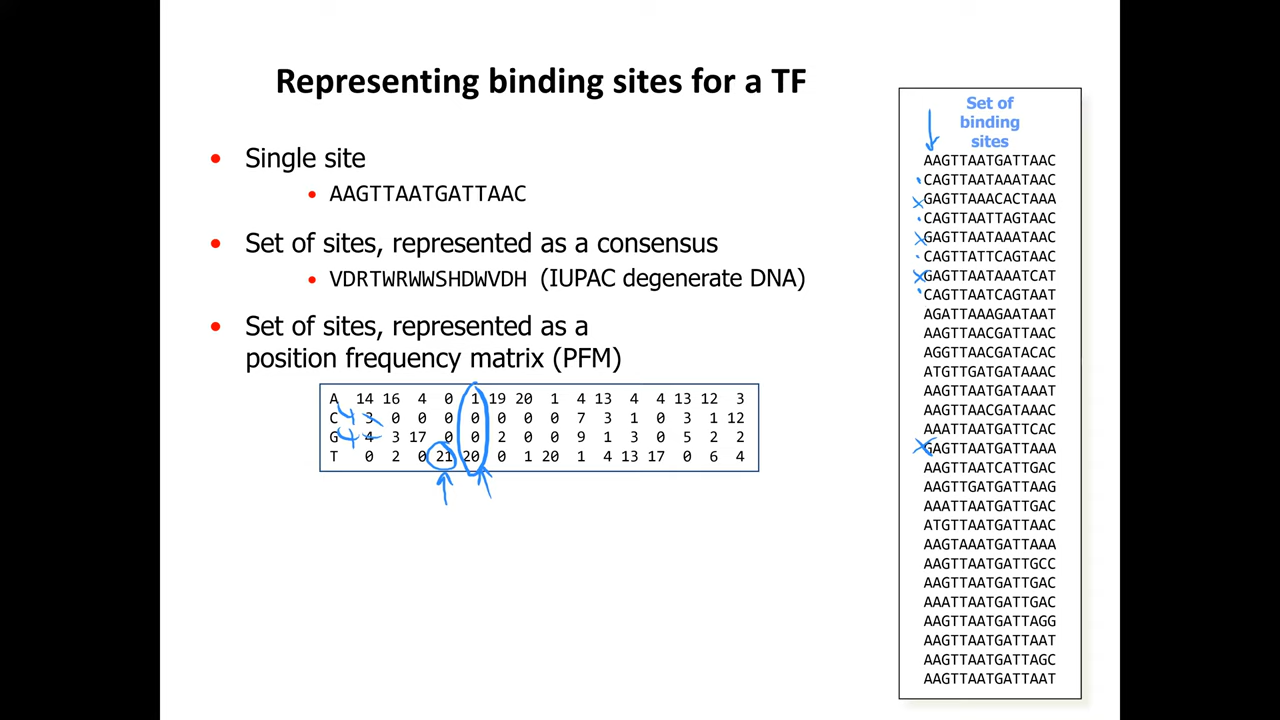 Representing binding sites for a TF
• Single site
• AAGTTAATGATTAAC
• Set of sites, represented as a consensus
• VDRTWRWWSHDWVDH (IUPAC degenerate DNA)
• Set of sites, represented as a
position frequency matrix (PFM)
A 14 16 4 0 1 19 20 1 4 13 4 4 13 12 3
C 4 3 0 0 0 0 0 0 0 7 3 1 0 3 1 12
G 4 4 3 17 0 0 2 0 0 9 1 3 0 5 2 2
T 0 2 0 21 20 0 1 20 1 4 13 17 0 6 4
Set of
binding
sites
AAGTTAATGATTAAC
CAGTTAATAAATAAC
GAGTTAAACACTAAA
CAGTTAATTAGTAAC
GAGTTAATAAATAAC
CAGTTATTCAGTAAC
GAGTTAATAAATCAT
CAGTTAATCAGTAAT
AGATTAAAGAATAAT
AAGTTAACGATTAAC
AGGTTAACGATACAC
ATGTTGATGATAAAC
AAGTTAATGATAAAT
AAGTTAACGATAAAC
AAATTAATGATTCAC
GAGTTAATGATTAAA
AAGTTAATCATTGAC
AAGTTGATGATTAAG
AAATTAATGATTGAC
ATGTTAATGATTAAC
AAGTAAATGATTAAA
AAGTTAATGATTGCC
AAGTTAATGATTGAC
AAATTAATGATTGAC
AAGTTAATGATTAGG
AAGTTAATGATTAAT
AAGTTAATGATTAGC
AAGTTAATGATTAAT